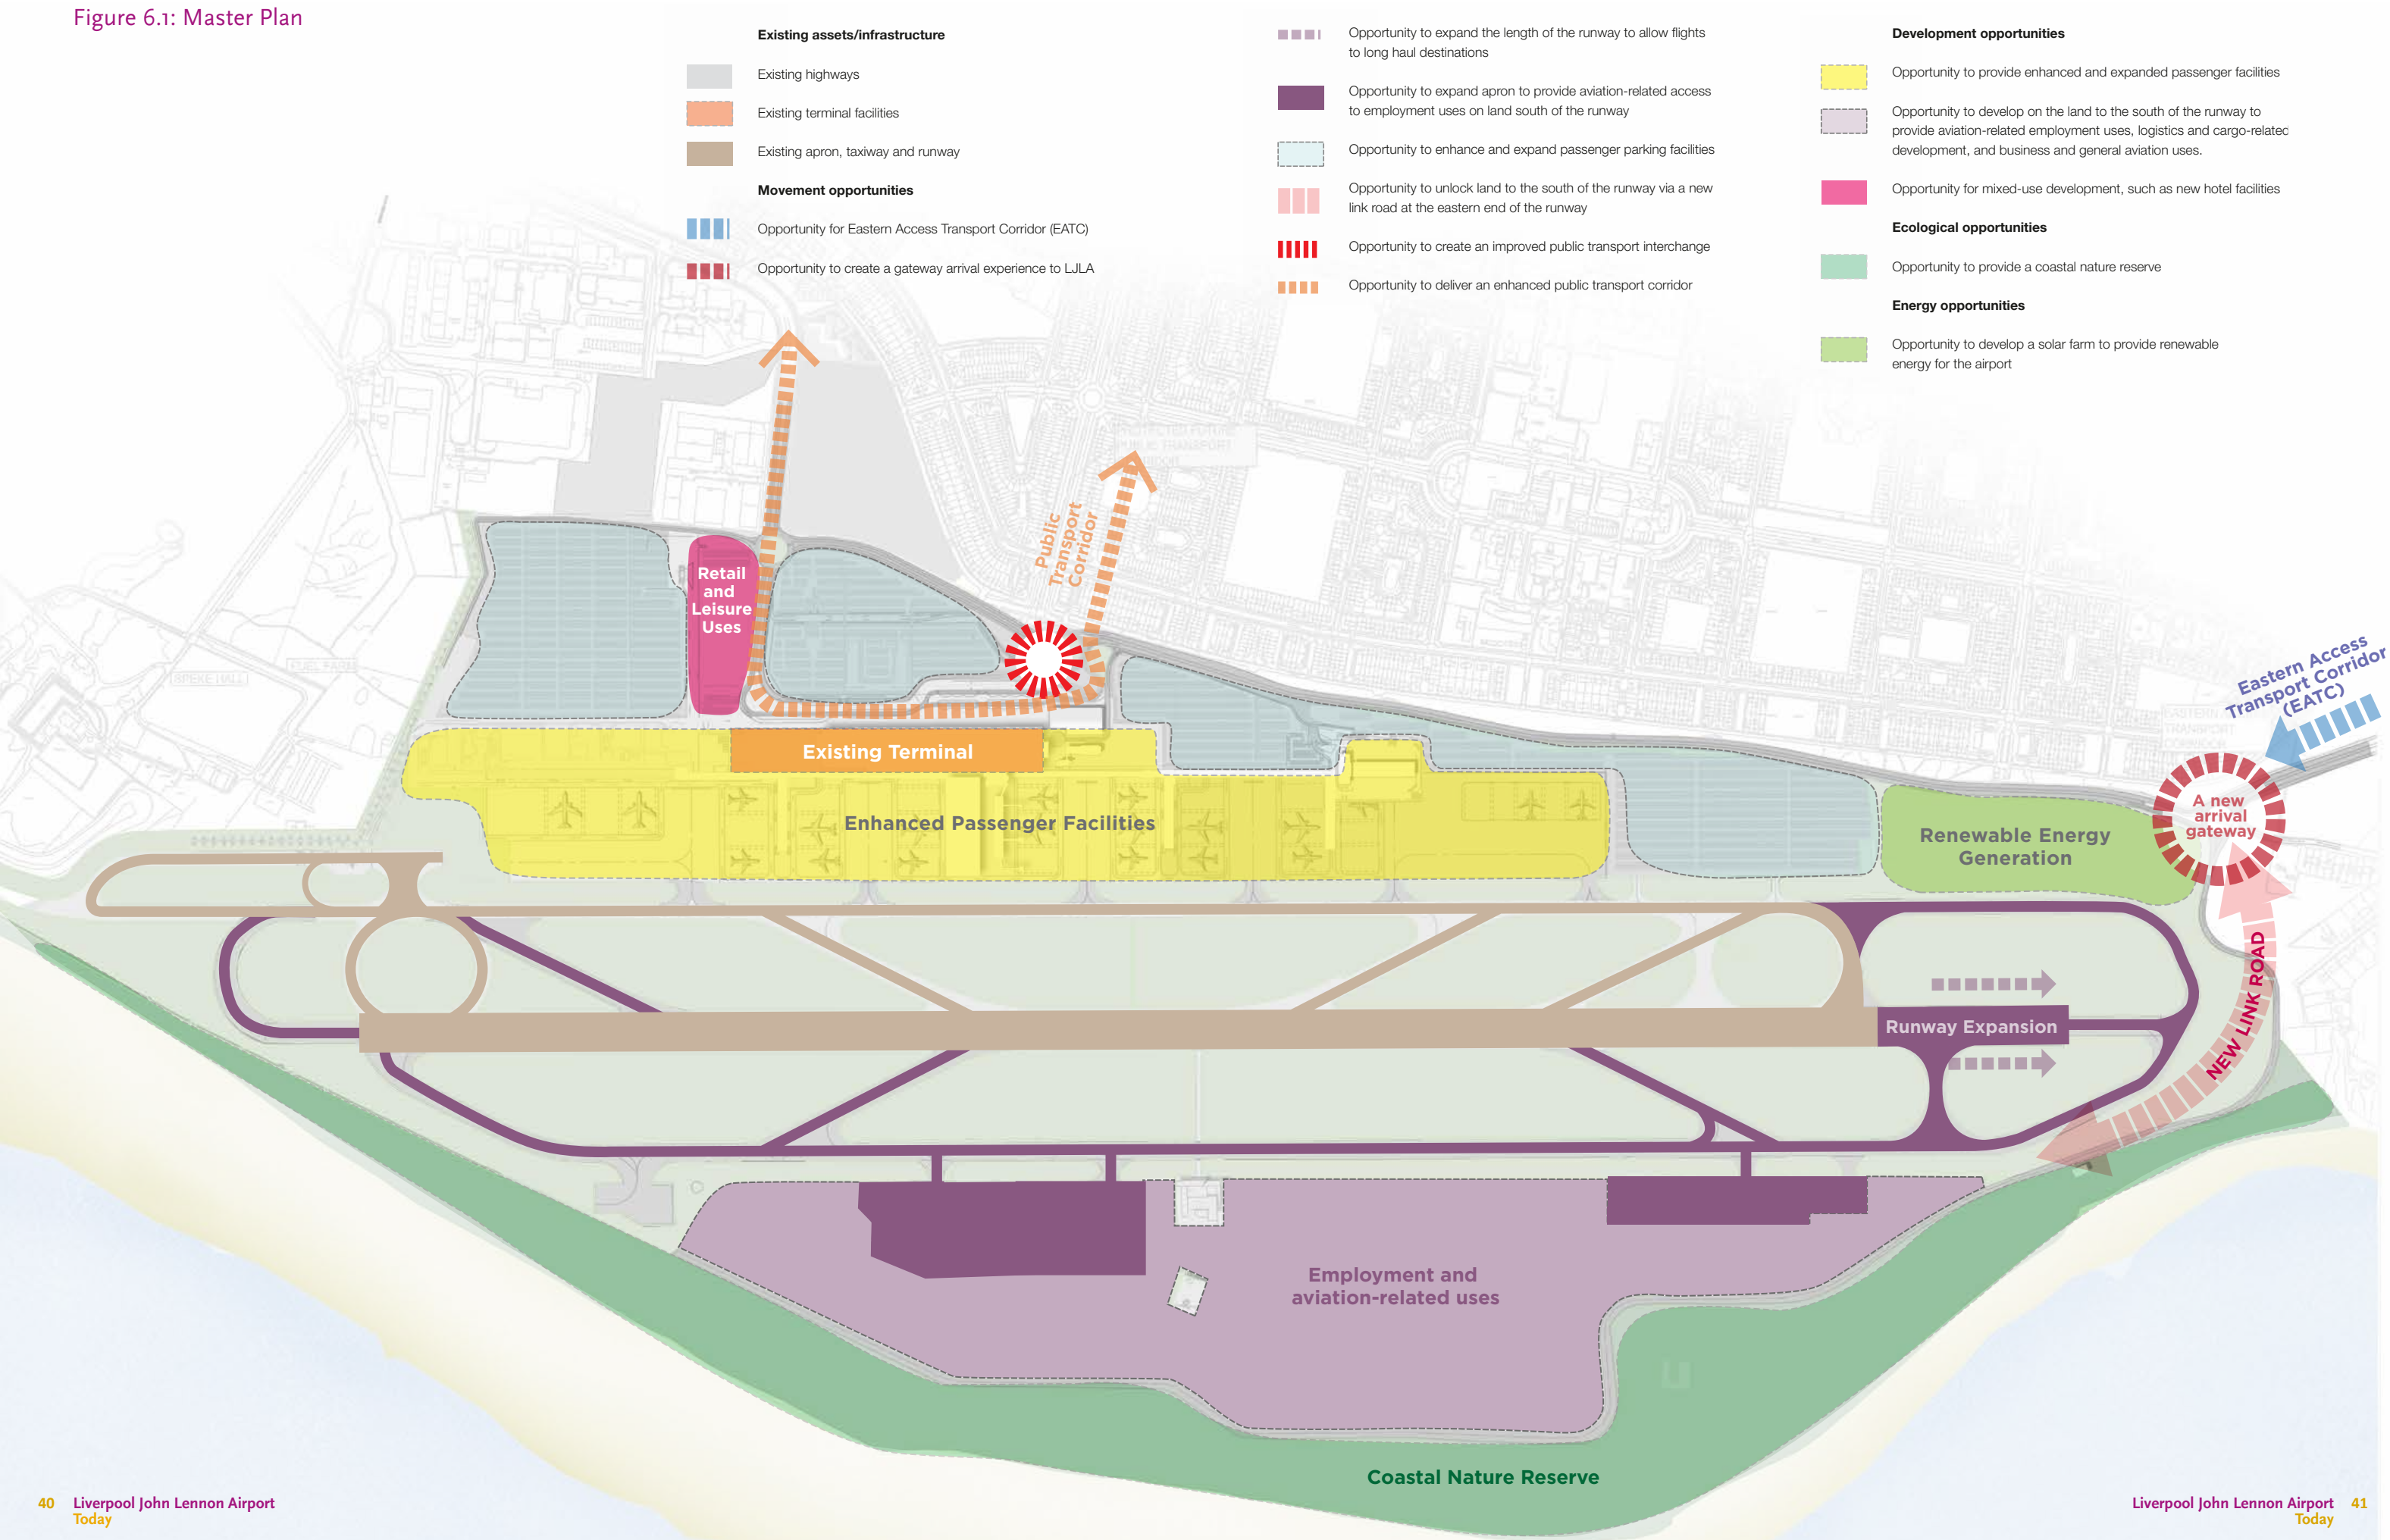 Figure 6.1: Master Plan
Existing assets/infrastructure
Existing highways
Existing terminal facilities
Existing apron, taxiway and runway
Movement opportunities
Opportunity for Eastern Access Transport Corridor (EATC)
Opportunity to create a gateway arrival experience to LJLA
Opportunity to expand the length of the runway to allow flights
to long haul destinations
Opportunity to expand apron to provide aviation-related access
to employment uses on land south of the runway
Opportunity to enhance and expand passenger parking facilities
Opportunity to unlock land to the south of the runway via a new
link road at the eastern end of the runway
Opportunity to create an improved public transport interchange
Opportunity to deliver an enhanced public transport corridor
Development opportunities
Opportunity to provide enhanced and expanded passenger facilities
Opportunity to develop on the land to the south of the runway to
provide aviation-related employment uses, logistics and cargo-related
development, and business and general aviation uses.
Opportunity for mixed-use development, such as new hotel facilities
Ecological opportunities
Opportunity to provide a coastal nature reserve
Energy opportunities
Opportunity to develop a solar farm to provide renewable
energy for the airport
Public
Transport
Corridor
Retail
and
Leisure
Uses
SPEKE HALL
FUEL FARM
Eastern Access
Transport Corridor
(EATC)
Existing Terminal
Enhanced Passenger Facilities
A new
arrival
gateway
Renewable Energy
Generation
NEW LINK ROAD
Runway Expansion
Employment and
aviation-related uses
Coastal Nature Reserve
40 Liverpool John Lennon Airport
Today
Liverpool John Lennon Airport 41
Today